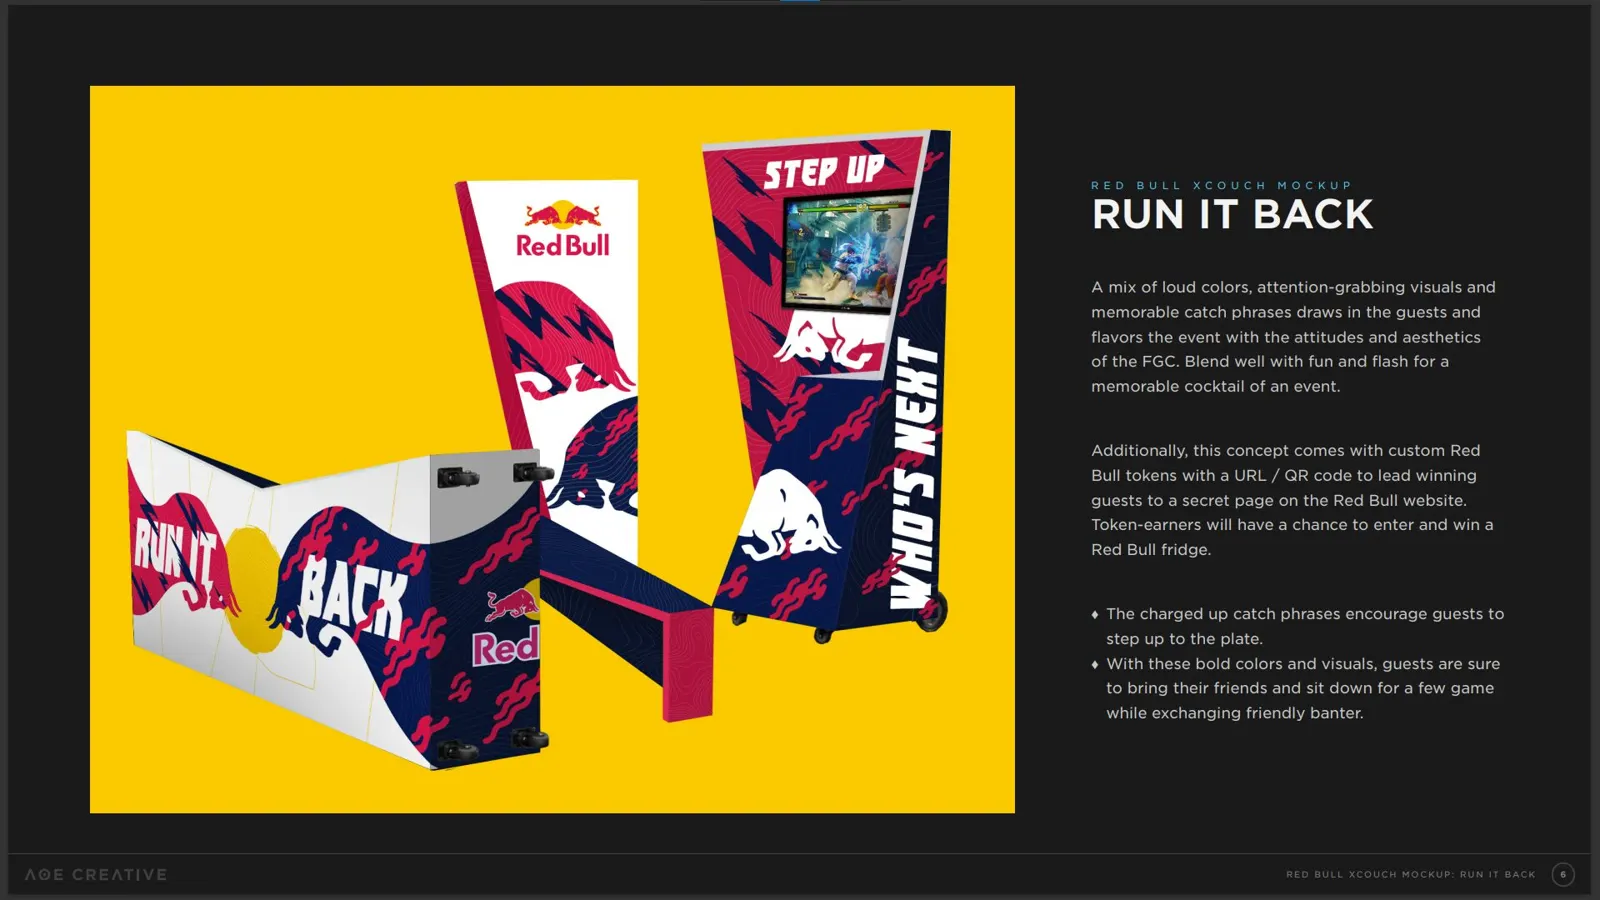 STEP UP
Red Bull
WHO'S NEXT
RUN IT
BACK
Red
RED BULL XCOUCH MOCKUP
RUN IT BACK
A mix of loud colors, attention-grabbing visuals and
memorable catch phrases draws in the guests and
flavors the event with the attitudes and aesthetics
of the FGC. Blend well with fun and flash for a
memorable cocktail of an event.
Additionally, this concept comes with custom Red
Bull tokens with a URL / QR code to lead winning
guests to a secret page on the Red Bull website.
Token-earners will have a chance to enter and win a
Red Bull fridge.
♦ The charged up catch phrases encourage guests to
step up to the plate.
♦ With these bold colors and visuals, guests are sure
to bring their friends and sit down for a few game
while exchanging friendly banter.
AOE CREATIVE
RED BULL XCOUCH MOCKUP: RUN IT BACK 6